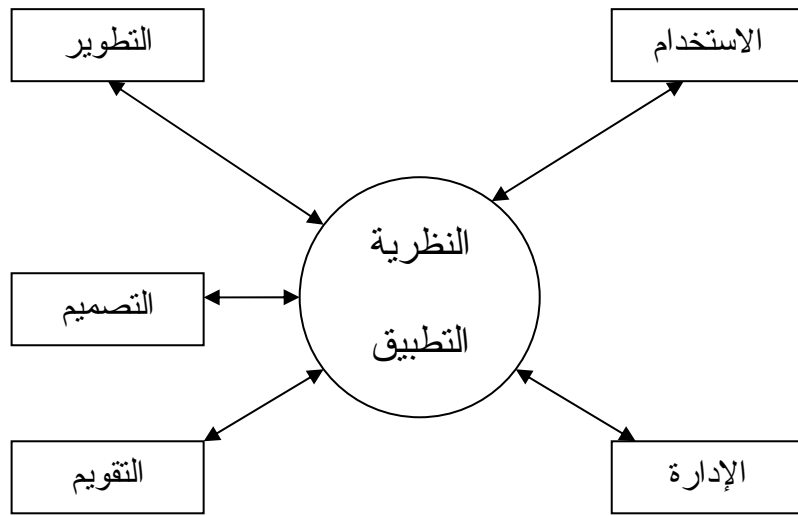 الاستخدام
التطوير
النظرية
التطبيق
التصميم
الإدارة
التقويم